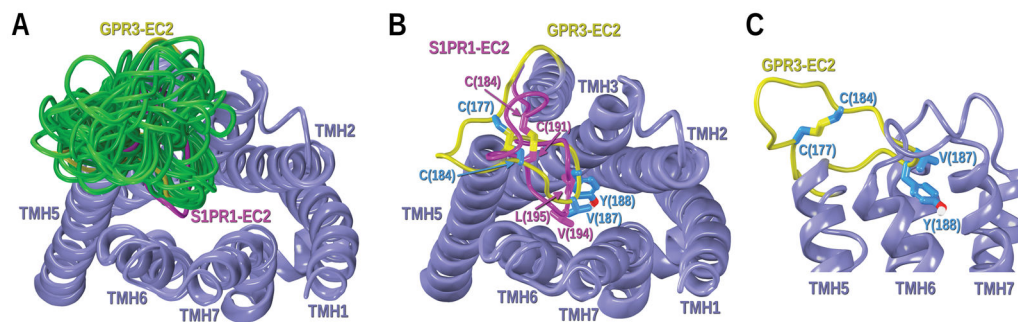 A
GPR3-EC2
S1PR1-EC2
TMH2
TMH5
TMH6
TMH7
TMH1
B
GPR3-EC2
S1PR1-EC2
C(184)
TMH3
C(177)
C(191)
TMH2
C(184)
TMH5
L(195)
Y(188)
V(187)
V(194)
TMH6
TMH7
TMH1
C
GPR3-EC2
C(184)
C(177)
V(187)
Y(188)
TMH5
TMH6
TMH7